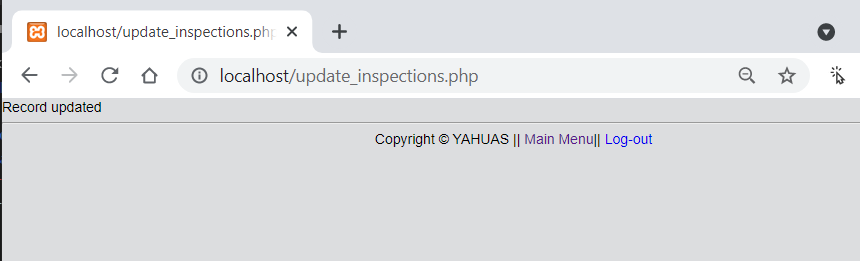 localhost/update_inspections.php
localhost/update_inspections.php
Record updated
Copyright © YAHUAS || Main Menu|| Log-out